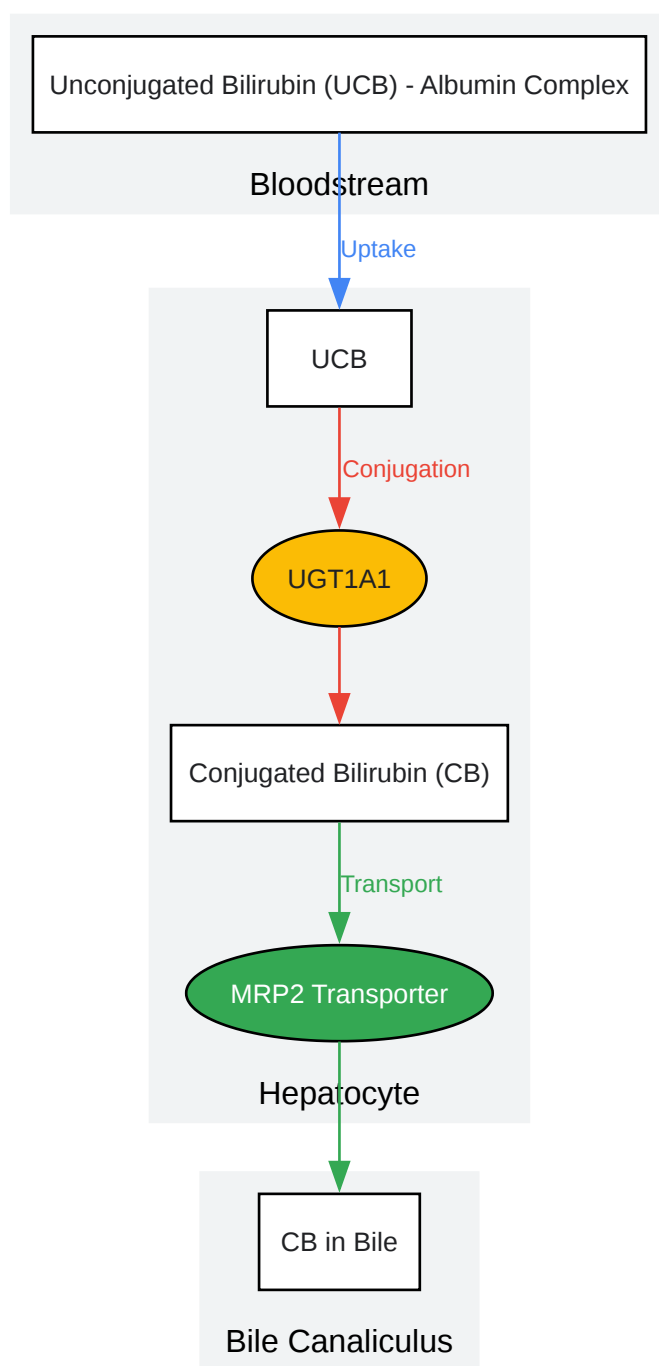 Unconjugated Bilirubin (UCB) - Albumin Complex
Bloodstream
Uptake
UCB
Conjugation
UGT1A1
Conjugated Bilirubin (CB)
Transport
MRP2 Transporter
Hepatocyte
CB in Bile
Bile Canaliculus